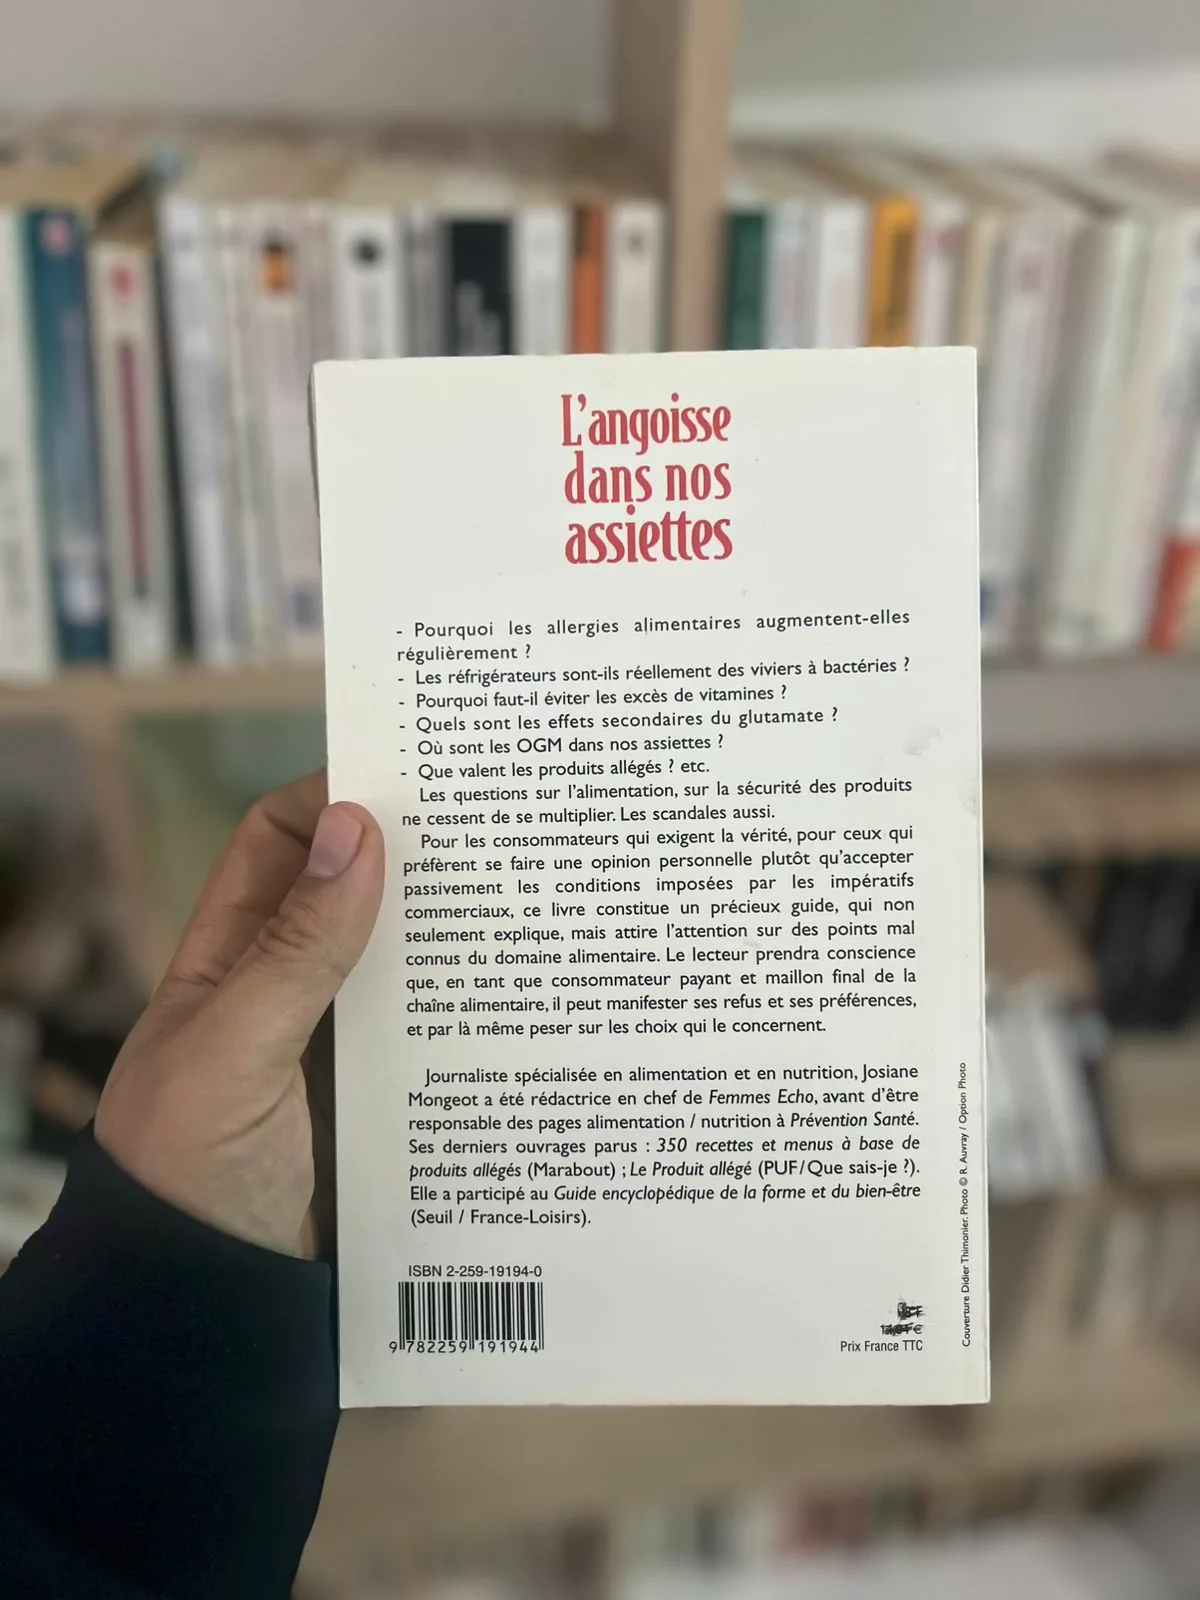 L'angoisse
dans nos
assiettes
- Pourquoi les allergies alimentaires augmentent-elles
régulièrement ?
- Les réfrigérateurs sont-ils réellement des viviers à bactéries ?
- Pourquoi faut-il éviter les excès de vitamines ?
- Quels sont les effets secondaires du glutamate ?
- Où sont les OGM dans nos assiettes ?
- Que valent les produits allégés ? etc.
Les questions sur l'alimentation, sur la sécurité des produits
ne cessent de se multiplier. Les scandales aussi.
Pour les consommateurs qui exigent la vérité, pour ceux qui
préfèrent se faire une opinion personnelle plutôt qu'accepter
passivement les conditions imposées par les impératifs
commerciaux, ce livre constitue un précieux guide, qui non
seulement explique, mais attire l'attention sur des points mal
connus du domaine alimentaire. Le lecteur prendra conscience
que, en tant que consommateur payant et maillon final de la
chaîne alimentaire, il peut manifester ses refus et ses préférences,
et par là même peser sur les choix qui le concernent.
Journaliste spécialisée en alimentation et en nutrition, Josiane
Mongeot a été rédactrice en chef de Femmes Echo, avant d'être
responsable des pages alimentation / nutrition à Prévention Santé.
Ses derniers ouvrages parus : 350 recettes et menus à base de
produits allégés (Marabout) ; Le Produit allégé (PUF/Que sais-je ?).
Elle a participé au Guide encyclopédique de la forme et du bien-être
(Seuil / France-Loisirs).
ISBN 2-259-19194-0
9 782259 191944
€
Prix France TTC
Couverture Didier Thimonier. Photo © R. Auvray / Option Photo